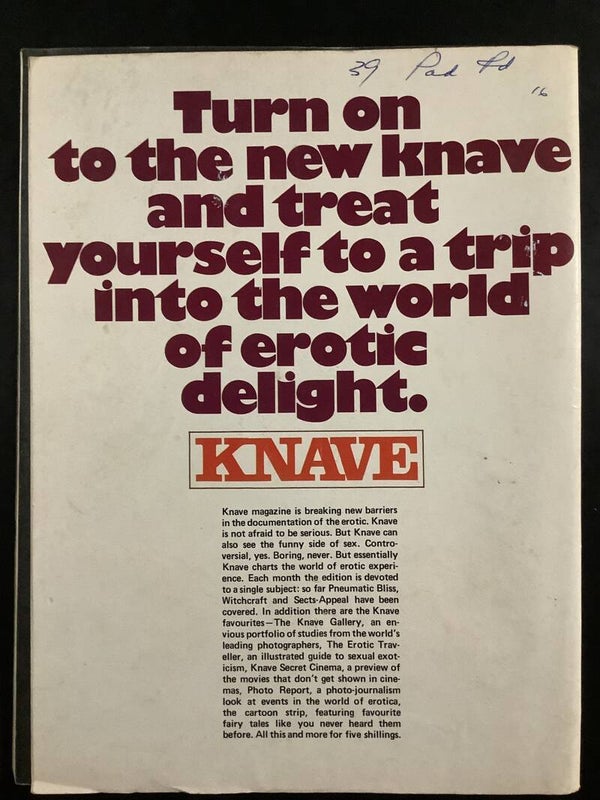 39 Pad Rd
16
Turn on
to the new knave
and treat
yourself to a trip
into the world
of erotic
delight.
KNAVE
Knave magazine is breaking new barriers
in the documentation of the erotic. Knave
is not afraid to be serious. But Knave can
also see the funny side of sex. Contro-
versial, yes. Boring, never. But essentially
Knave charts the world of erotic experi-
ence. Each month the edition is devoted
to a single subject: so far Pneumatic Bliss,
Witchcraft and Sects-Appeal have been
covered. In addition there are the Knave
favourites—The Knave Gallery, an en-
vious portfolio of studies from the world's
leading photographers, The Erotic Trav-
eller, an illustrated guide to sexual exot-
icism, Knave Secret Cinema, a preview of
the movies that don't get shown in cine-
mas, Photo Report, a photo-journalism
look at events in the world of erotica,
the cartoon strip, featuring favourite
fairy tales like you never heard them
before. All this and more for five shillings.